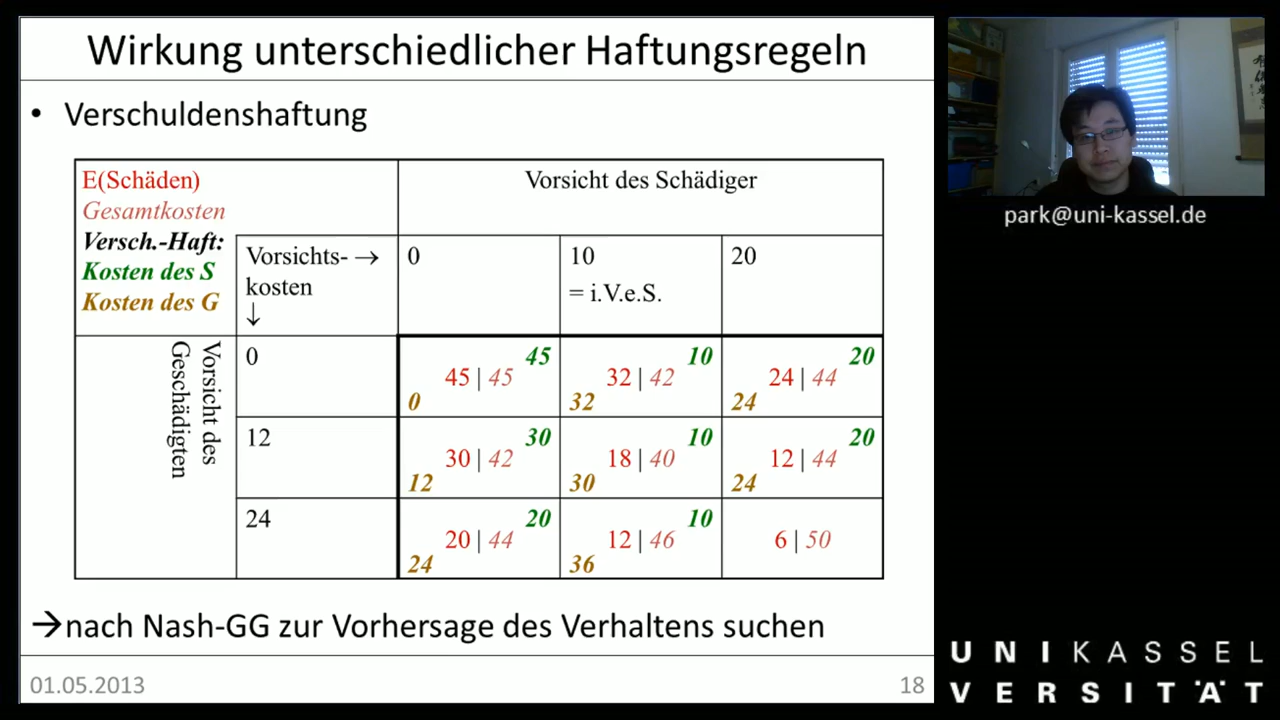 Wirkung unterschiedlicher Haftungsregeln
• Verschuldenshaftung
E(Schäden)
Gesamtkosten
Versch.-Haft:
Kosten des S
Kosten des G
Vorsicht des Schädiger
Vorsichts- →
kosten
↓
0
10
= i.V.e.S.
20
Vorsicht des
Geschädigten
0
45
45 | 45
0
10
32 | 42
32
20
24 | 44
24
12
30
30 | 42
12
10
18 | 40
30
20
12 | 44
24
24
20
20 | 44
24
10
12 | 46
36
6 | 50
→nach Nash-GG zur Vorhersage des Verhaltens suchen
01.05.2013
18
park@uni-kassel.de
UNIKASSEL
VERSITÄT